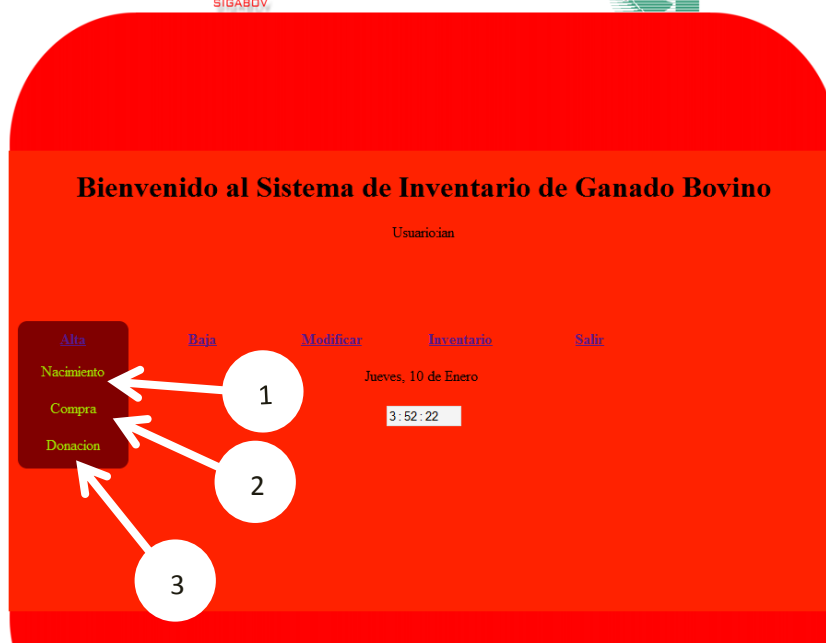 SIGABOV
Bienvenido al Sistema de Inventario de Ganado Bovino
Usuario:ian
Alta Baja Modificar Inventario Salir
Nacimiento
Jueves, 10 de Enero
1
Compra
3:52:22
Donacion
2
3